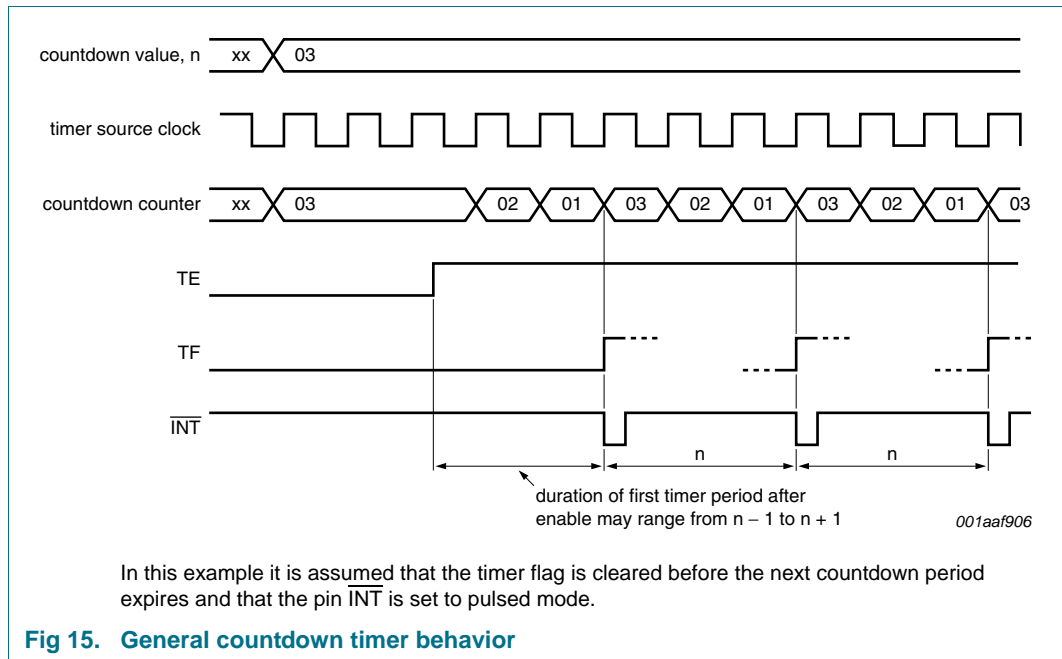 countdown value, n xx 03
timer source clock
countdown counter xx 03 02 01 03 02 01 03 02 01 03
TE
TF
INT
n n
duration of first timer period after
enable may range from n − 1 to n + 1
001aaf906
In this example it is assumed that the timer flag is cleared before the next countdown period
expires and that the pin INT is set to pulsed mode.
Fig 15. General countdown timer behavior